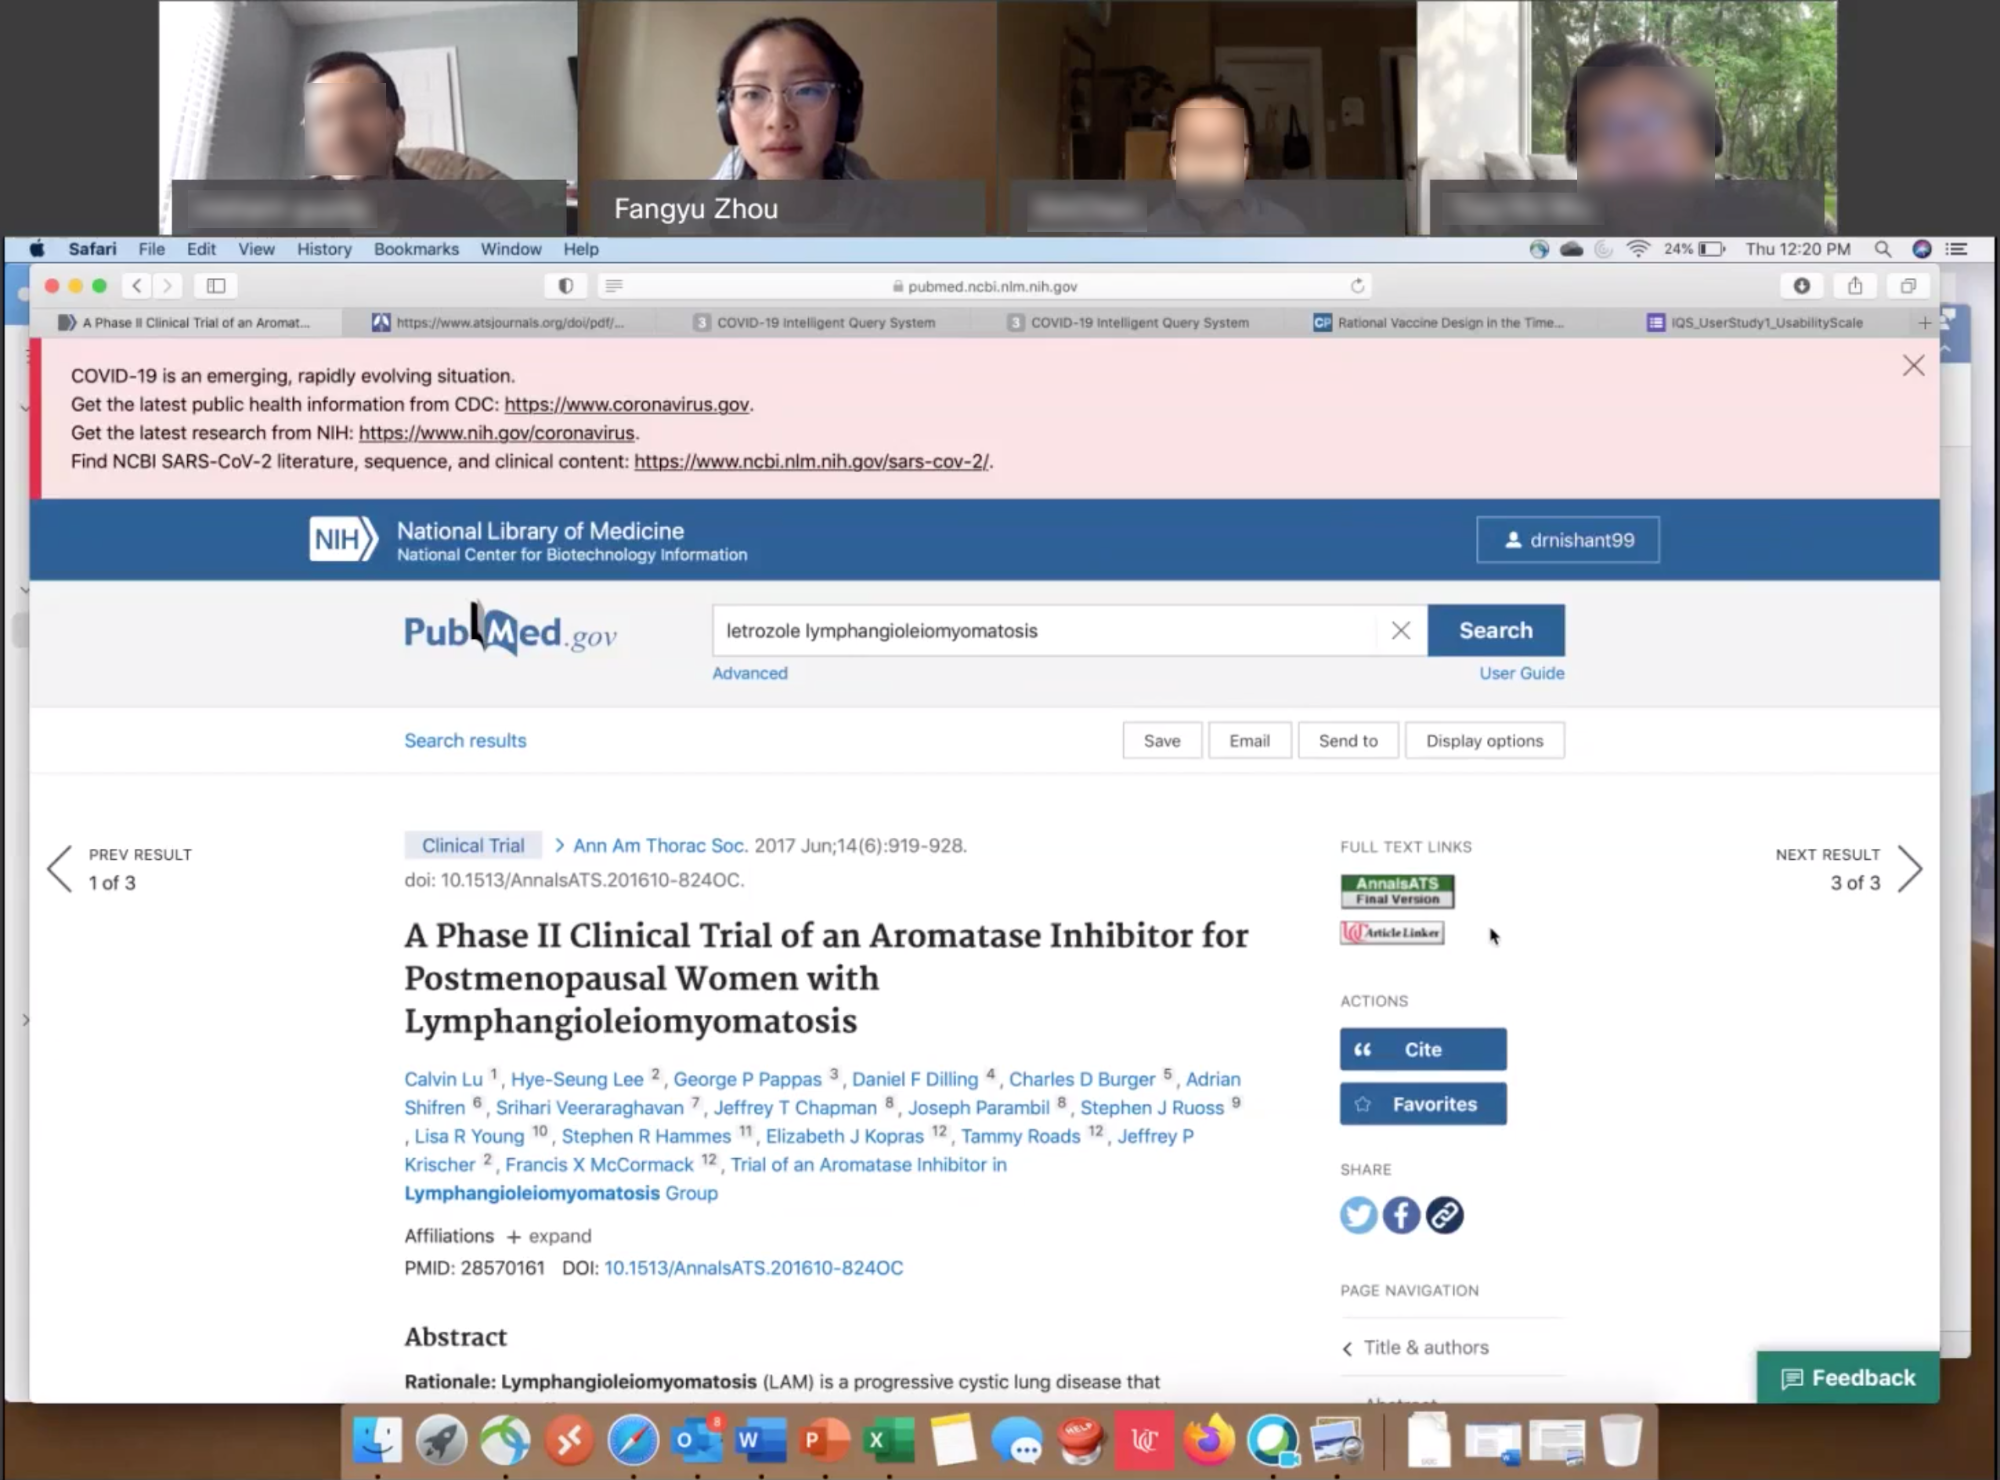 Fangyu Zhou
Safari File Edit View History Bookmarks Window Help 24% Thu 12:20 PM
pubmed.ncbi.nlm.nih.gov
A Phase II Clinical Trial of an Aromat... https://www.atsjournals.org/doi/pdf/... 3 COVID-19 Intelligent Query System 3 COVID-19 Intelligent Query System CP Rational Vaccine Design in the Time... IQS_UserStudy1_UsabilityScale
COVID-19 is an emerging, rapidly evolving situation.
Get the latest public health information from CDC: https://www.coronavirus.gov.
Get the latest research from NIH: https://www.nih.gov/coronavirus.
Find NCBI SARS-CoV-2 literature, sequence, and clinical content: https://www.ncbi.nlm.nih.gov/sars-cov-2/.
NIH National Library of Medicine
National Center for Biotechnology Information
drnishant99
PubMed.gov
letrozole lymphangioleiomyomatosis
Search
Advanced
User Guide
Search results
Save Email Send to Display options
PREV RESULT
1 of 3
NEXT RESULT
3 of 3
Clinical Trial > Ann Am Thorac Soc. 2017 Jun;14(6):919-928.
doi: 10.1513/AnnalsATS.201610-824OC.
A Phase II Clinical Trial of an Aromatase Inhibitor for
Postmenopausal Women with
Lymphangioleiomyomatosis
Calvin Lu 1, Hye-Seung Lee 2, George P Pappas 3, Daniel F Dilling 4, Charles D Burger 5, Adrian
Shifren 6, Srihari Veeraraghavan 7, Jeffrey T Chapman 8, Joseph Parambil 8, Stephen J Ruoss 9
, Lisa R Young 10, Stephen R Hammes 11, Elizabeth J Kopras 12, Tammy Roads 12, Jeffrey P
Krischer 2, Francis X McCormack 12, Trial of an Aromatase Inhibitor in
Lymphangioleiomyomatosis Group
Affiliations + expand
PMID: 28570161 DOI: 10.1513/AnnalsATS.201610-824OC
Abstract
Rationale: Lymphangioleiomyomatosis (LAM) is a progressive cystic lung disease that
FULL TEXT LINKS
AnnalsATS
Final Version
UC Article Linker
ACTIONS
Cite
Favorites
SHARE
PAGE NAVIGATION
Title & authors
Feedback
8
O W P X HELP UC